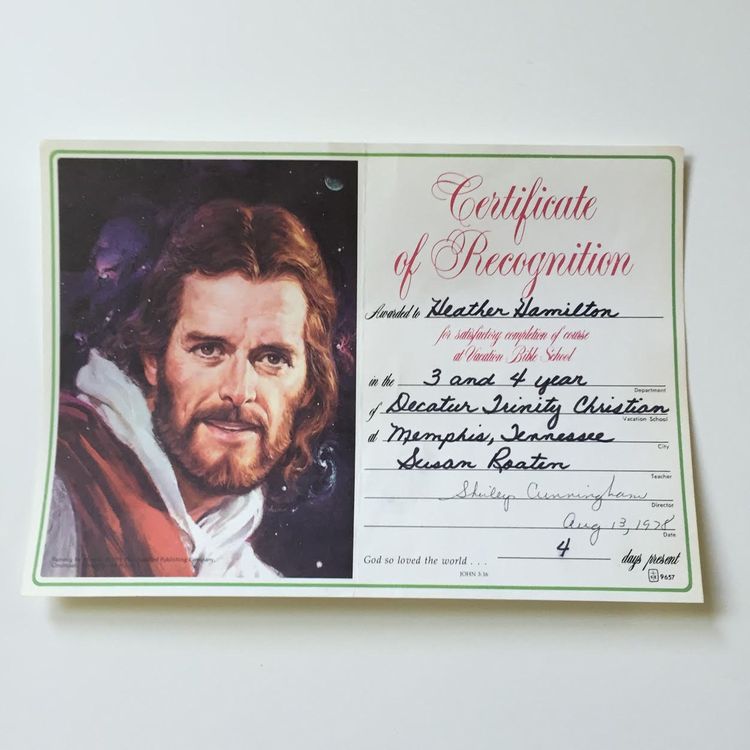 Certificate
of Recognition
Awarded to Heather Hamilton
for satisfactory completion of course
at Vacation Bible School
in the 3 and 4 year
Department
of Decatur Trinity Christian
Vacation School
at Memphis, Tennessee
City
Susan Roaten
Teacher
Shirley Cunningham
Director
Aug 13, 1978
Date
God so loved the world . . . 4 days present
JOHN 3:16
9657
Publishing Company,